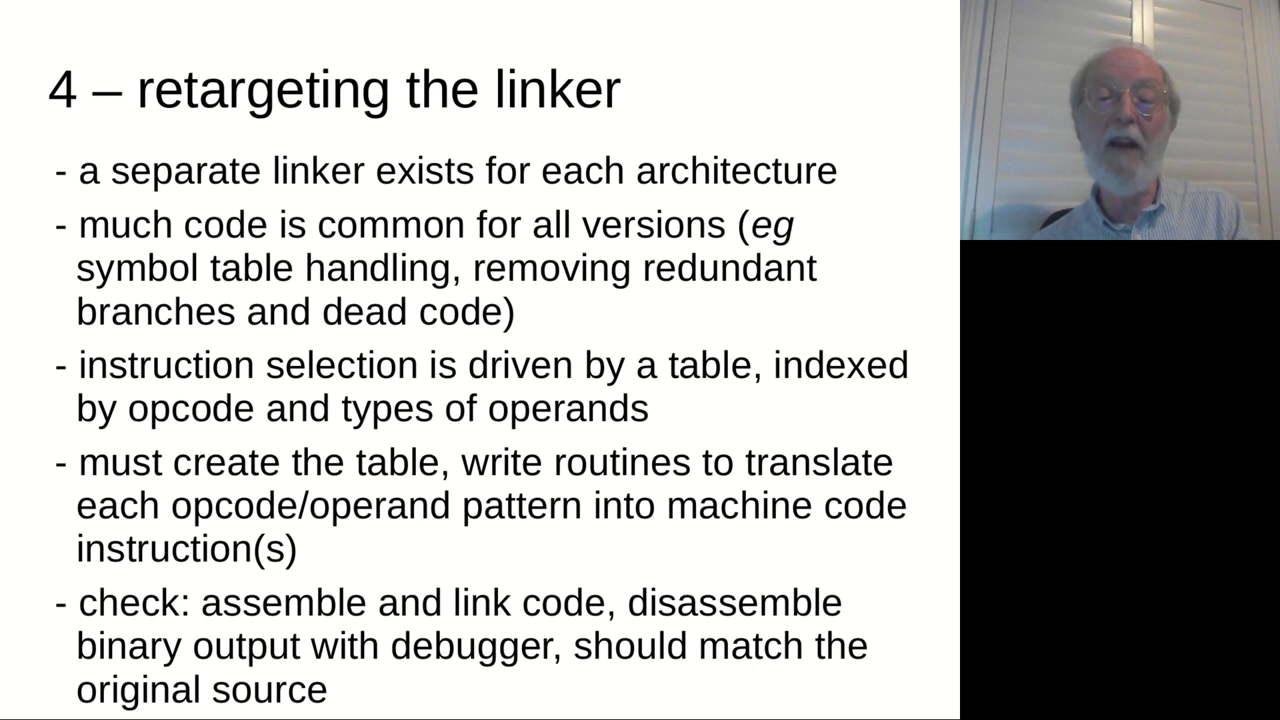 4 – retargeting the linker
- a separate linker exists for each architecture
- much code is common for all versions (eg
symbol table handling, removing redundant
branches and dead code)
- instruction selection is driven by a table, indexed
by opcode and types of operands
- must create the table, write routines to translate
each opcode/operand pattern into machine code
instruction(s)
- check: assemble and link code, disassemble
binary output with debugger, should match the
original source